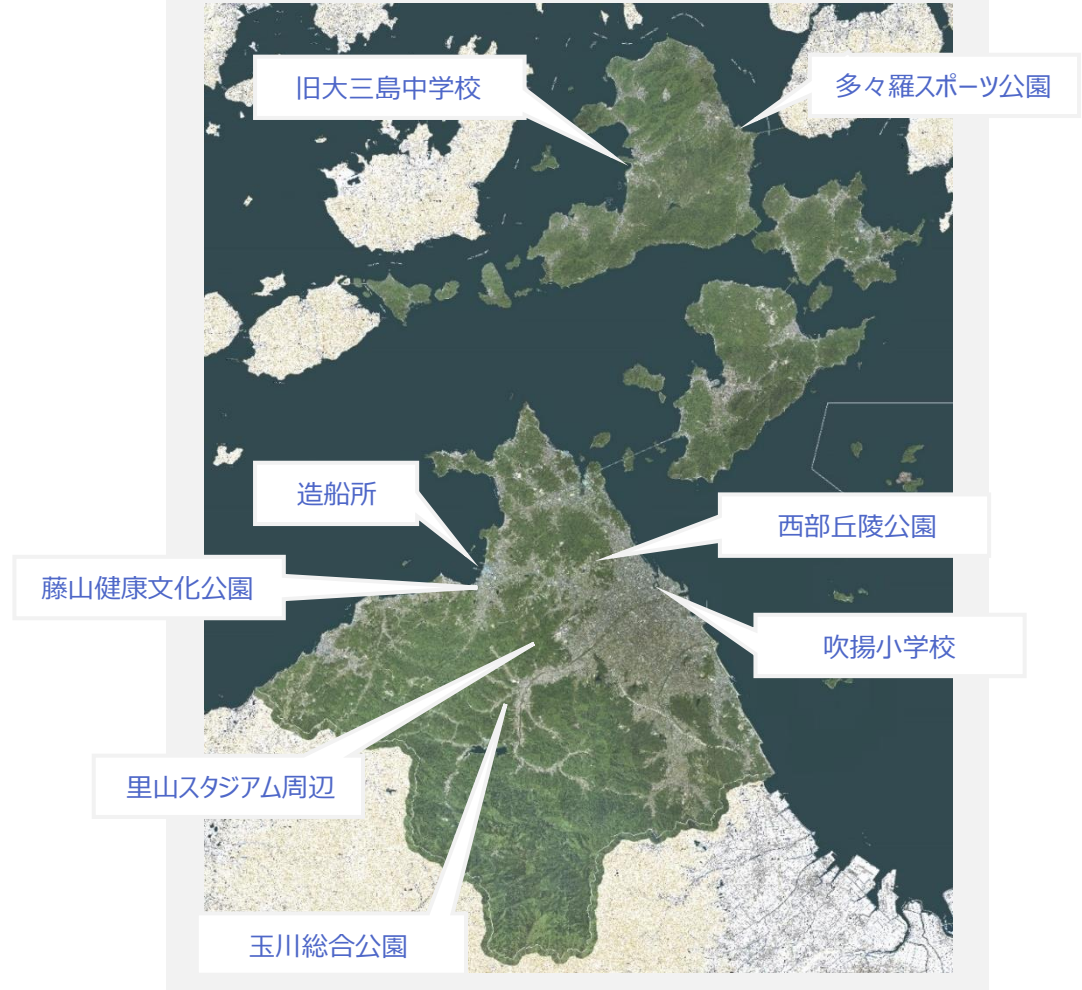 旧大三島中学校
多々羅スポーツ公園
造船所
西部丘陵公園
藤山健康文化公園
吹揚小学校
里山スタジアム周辺
玉川総合公園